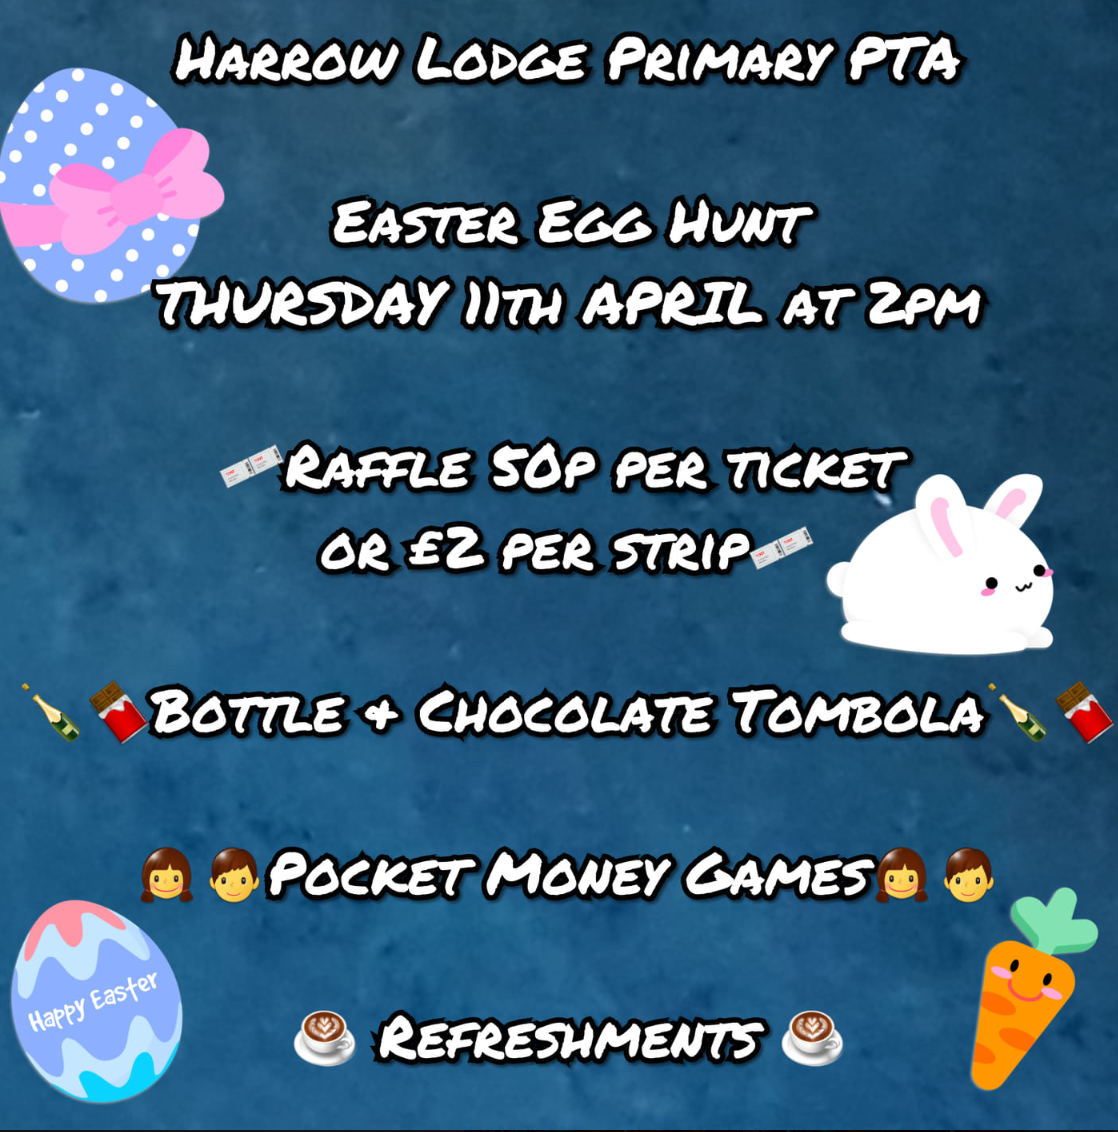 Harrow Lodge Primary PTA
Easter Egg Hunt
THURSDAY 11th APRIL at 2pm
Raffle 50p per ticket
or £2 per strip
Bottle & Chocolate Tombola
Pocket Money Games
Happy Easter
Refreshments